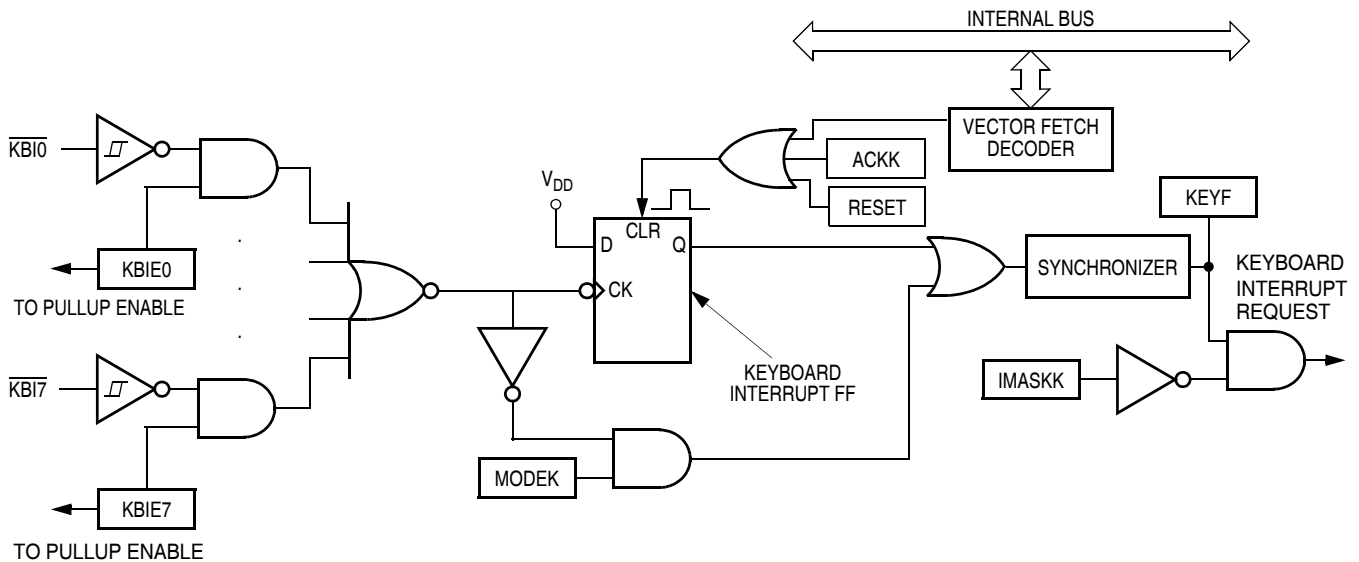 INTERNAL BUS
VECTOR FETCH
DECODER
ACKK
RESET
KBI0
VDD
CLR
D
Q
CK
KEYF
KBIE0
TO PULLUP ENABLE
SYNCHRONIZER
KEYBOARD
INTERRUPT
REQUEST
KBI7
KEYBOARD
INTERRUPT FF
IMASKK
MODEK
KBIE7
TO PULLUP ENABLE